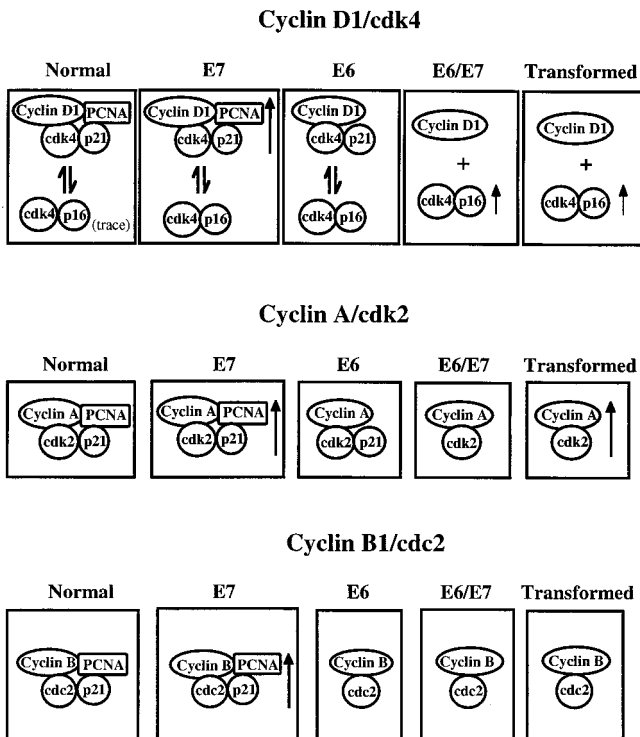 Cyclin D1/cdk4
Normal E7 E6 E6/E7 Transformed
Cyclin D1 PCNA Cyclin D1 PCNA Cyclin D1 Cyclin D1 Cyclin D1
cdk4 p21 cdk4 p21 cdk4 p21 + +
cdk4 p16 (trace) cdk4 p16 cdk4 p16 cdk4 p16 cdk4 p16
Cyclin A/cdk2
Normal E7 E6 E6/E7 Transformed
Cyclin A PCNA Cyclin A PCNA Cyclin A Cyclin A Cyclin A
cdk2 p21 cdk2 p21 cdk2 p21 cdk2 cdk2
Cyclin B1/cdc2
Normal E7 E6 E6/E7 Transformed
Cyclin B PCNA Cyclin B PCNA Cyclin B Cyclin B Cyclin B
cdc2 p21 cdc2 p21 cdc2 cdc2 cdc2